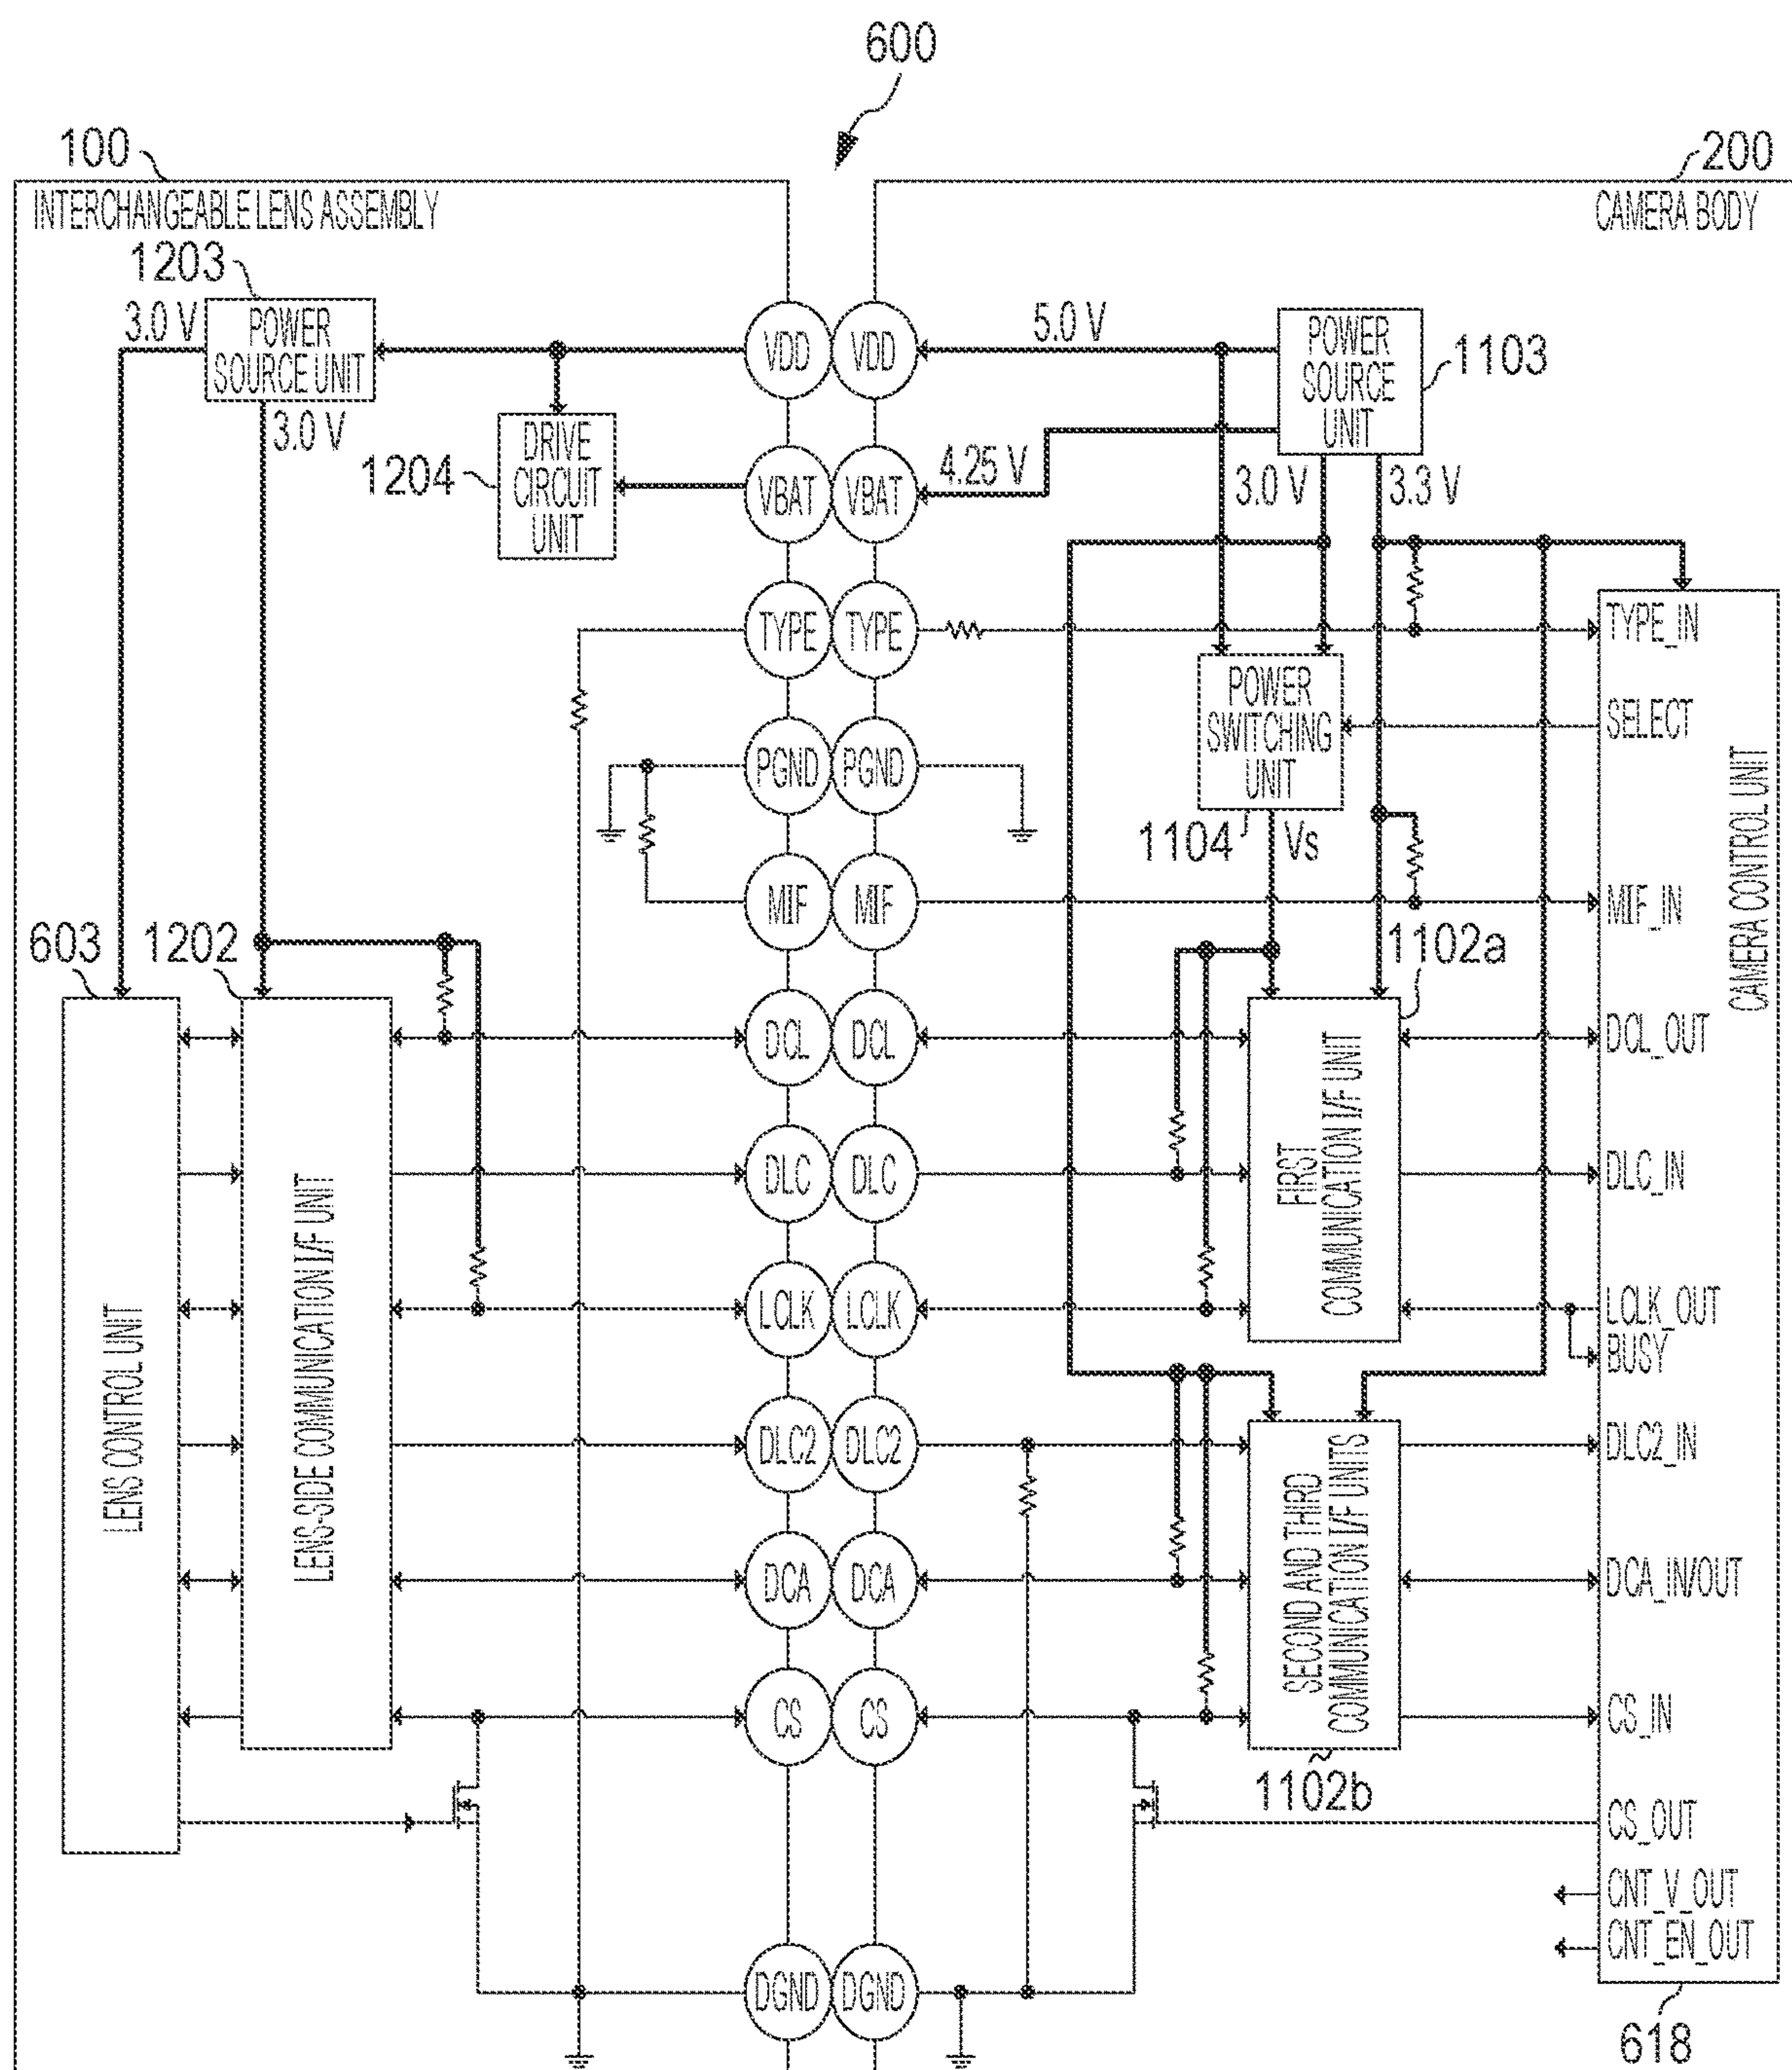 600
100
200
INTERCHANGEABLE LENS ASSEMBLY
CAMERA BODY
1203
3.0 V
POWER
SOURCE UNIT
3.0 V
VDD
VDD
5.0 V
POWER
SOURCE
UNIT
1103
1204
DRIVE
CIRCUIT
UNIT
VBAT
VBAT
4.25 V
3.0 V
3.3 V
TYPE
TYPE
TYPE_IN
POWER
SWITCHING
UNIT
SELECT
PGND
PGND
1104
Vs
CAMERA CONTROL UNIT
MIF
MIF
MIF_IN
603
1202
1102a
DCL
DCL
DCL_OUT
FIRST
COMMUNICATION I/F UNIT
DLC
DLC
DLC_IN
LENS CONTROL UNIT
LENS-SIDE COMMUNICATION I/F UNIT
LCLK
LCLK
LCLK_OUT
BUSY
DLC2
DLC2
DLC2_IN
SECOND AND THIRD
COMMUNICATION I/F UNITS
DCA
DCA
DCA_IN/OUT
CS
CS
CS_IN
1102b
CS_OUT
CNT_V_OUT
CNT_EN_OUT
DGND
DGND
618